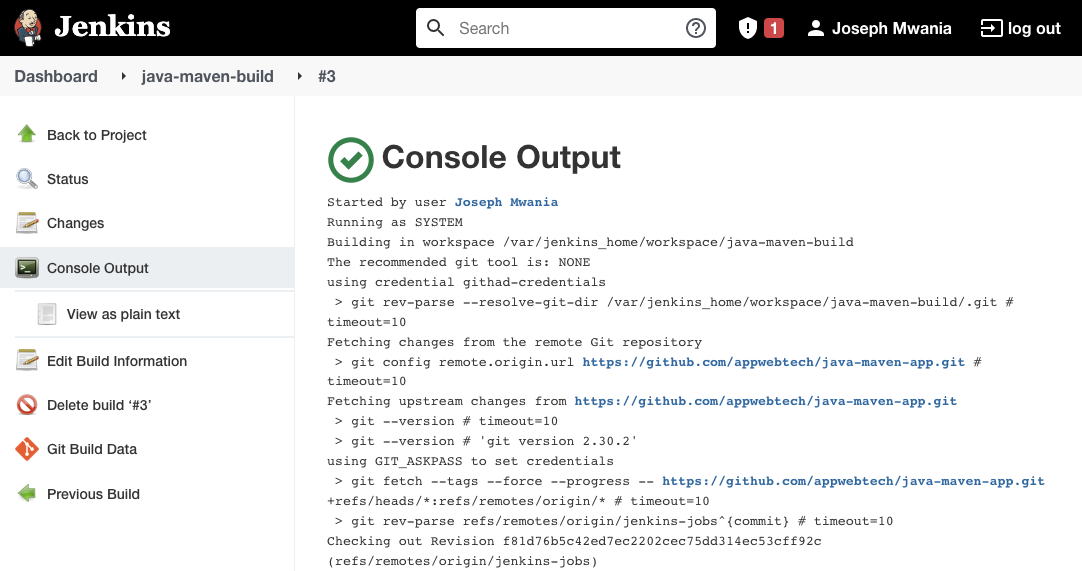 Jenkins
Search
1
Joseph Mwania
log out
Dashboard
java-maven-build
#3
Back to Project
Status
Changes
Console Output
View as plain text
Edit Build Information
Delete build ‘#3’
Git Build Data
Previous Build
Console Output
Started by user Joseph Mwania
Running as SYSTEM
Building in workspace /var/jenkins_home/workspace/java-maven-build
The recommended git tool is: NONE
using credential githad-credentials
 > git rev-parse --resolve-git-dir /var/jenkins_home/workspace/java-maven-build/.git #
timeout=10
Fetching changes from the remote Git repository
 > git config remote.origin.url https://github.com/appwebtech/java-maven-app.git #
timeout=10
Fetching upstream changes from https://github.com/appwebtech/java-maven-app.git
 > git --version # timeout=10
 > git --version # 'git version 2.30.2'
using GIT_ASKPASS to set credentials
 > git fetch --tags --force --progress -- https://github.com/appwebtech/java-maven-app.git
+refs/heads/*:refs/remotes/origin/* # timeout=10
 > git rev-parse refs/remotes/origin/jenkins-jobs^{commit} # timeout=10
Checking out Revision f81d76b5c42ed7ec2202cec75dd314ec53cff92c
(refs/remotes/origin/jenkins-jobs)